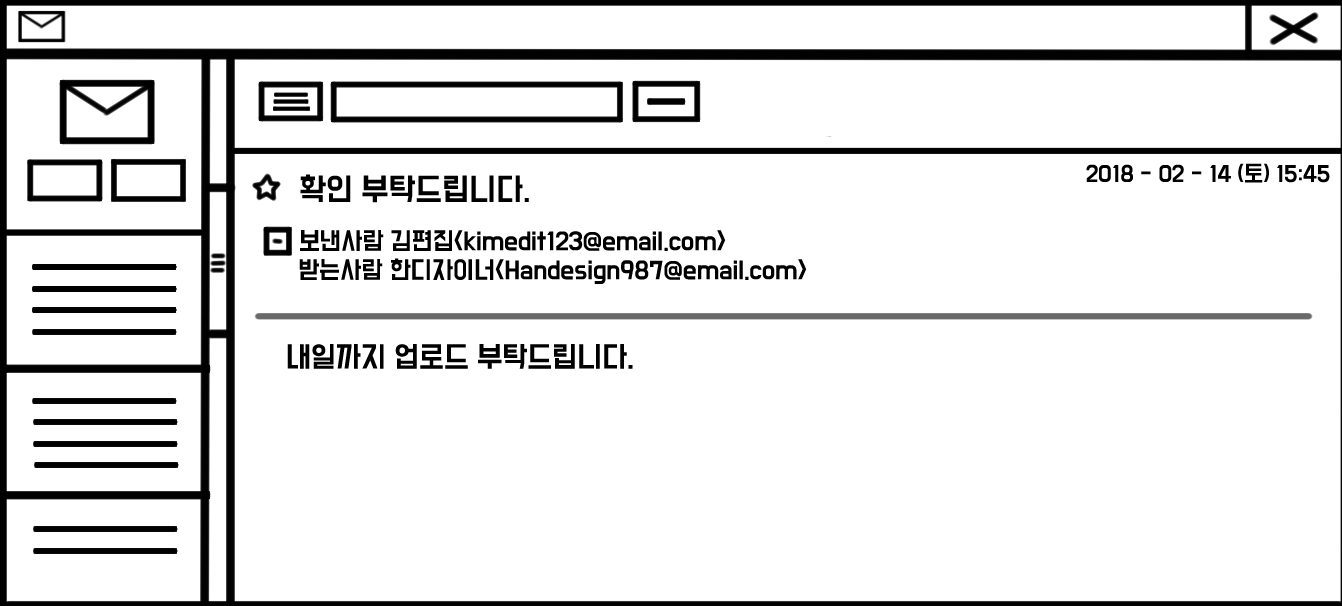 2018 - 02 - 14 (토) 15:45
확인 부탁드립니다.
보낸사람 김편집<kimedit123@email.com>
받는사람 한디자이너<Handesign987@email.com>
내일까지 업로드 부탁드립니다.